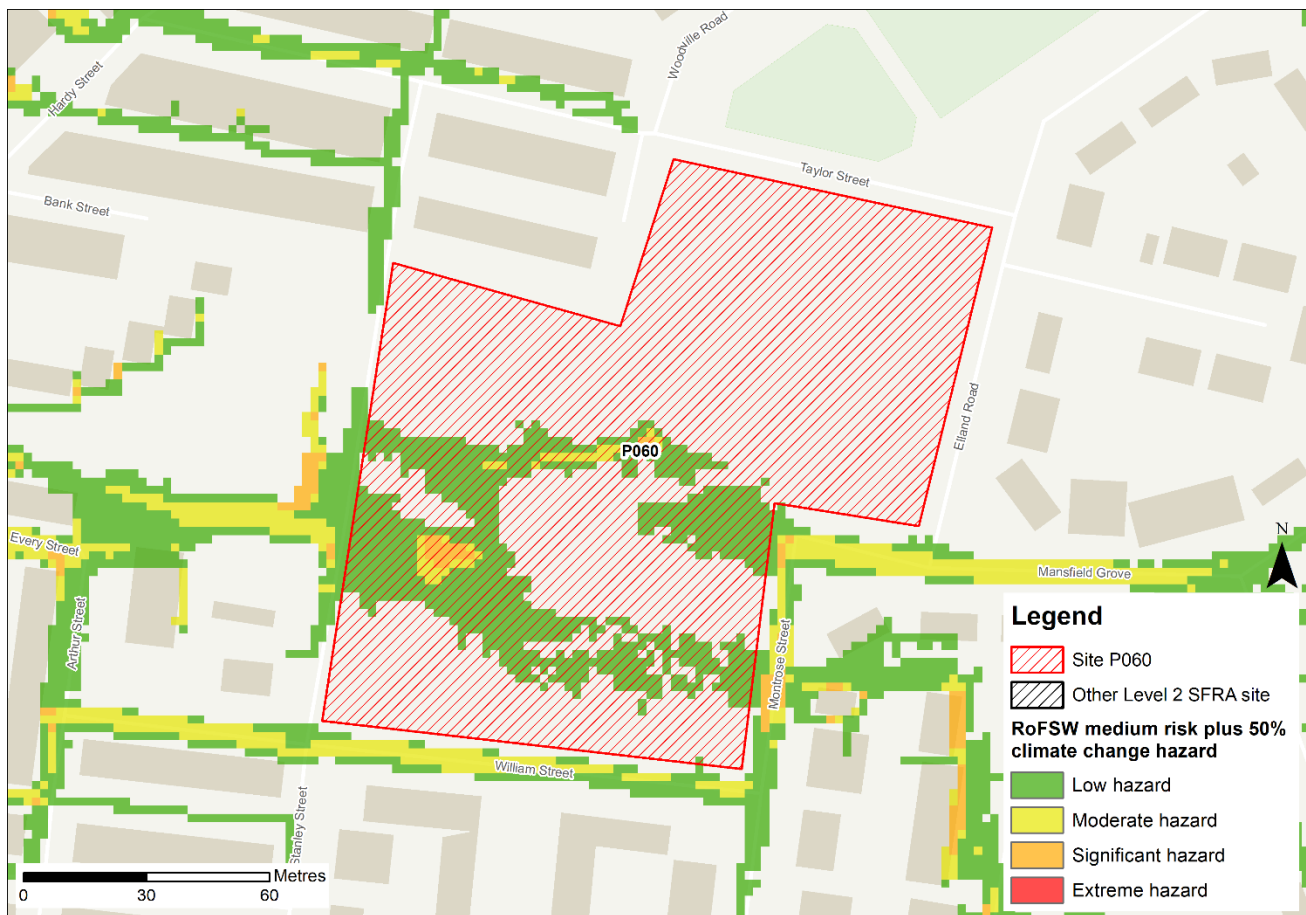 Woodville Road
Hardy Street
Taylor Street
Bank Street
Elland Road
P060
Every Street
Mansfield Grove
Arthur Street
Montrose Street
William Street
Stanley Street
N
Legend
Site P060
Other Level 2 SFRA site
RoFSW medium risk plus 50%
climate change hazard
Low hazard
Moderate hazard
Significant hazard
Extreme hazard
Metres
0 30 60